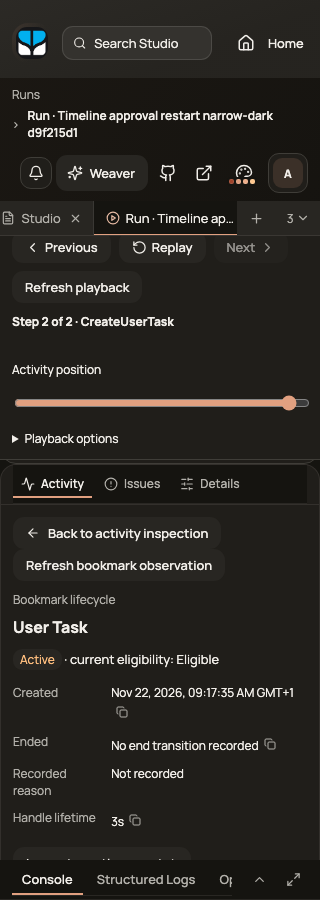 Search Studio
Home
Runs
› Run · Timeline approval restart narrow-dark
d9f215d1
Weaver
A
Studio ×
Run · Timeline ap…
+
3
Previous
Replay
Next
Refresh playback
Step 2 of 2 · CreateUserTask
Activity position
Playback options
Activity
Issues
Details
Back to activity inspection
Refresh bookmark observation
Bookmark lifecycle
User Task
Active · current eligibility: Eligible
Created Nov 22, 2026, 09:17:35 AM GMT+1
Ended No end transition recorded
Recorded reason Not recorded
Handle lifetime 3s
Console
Structured Logs